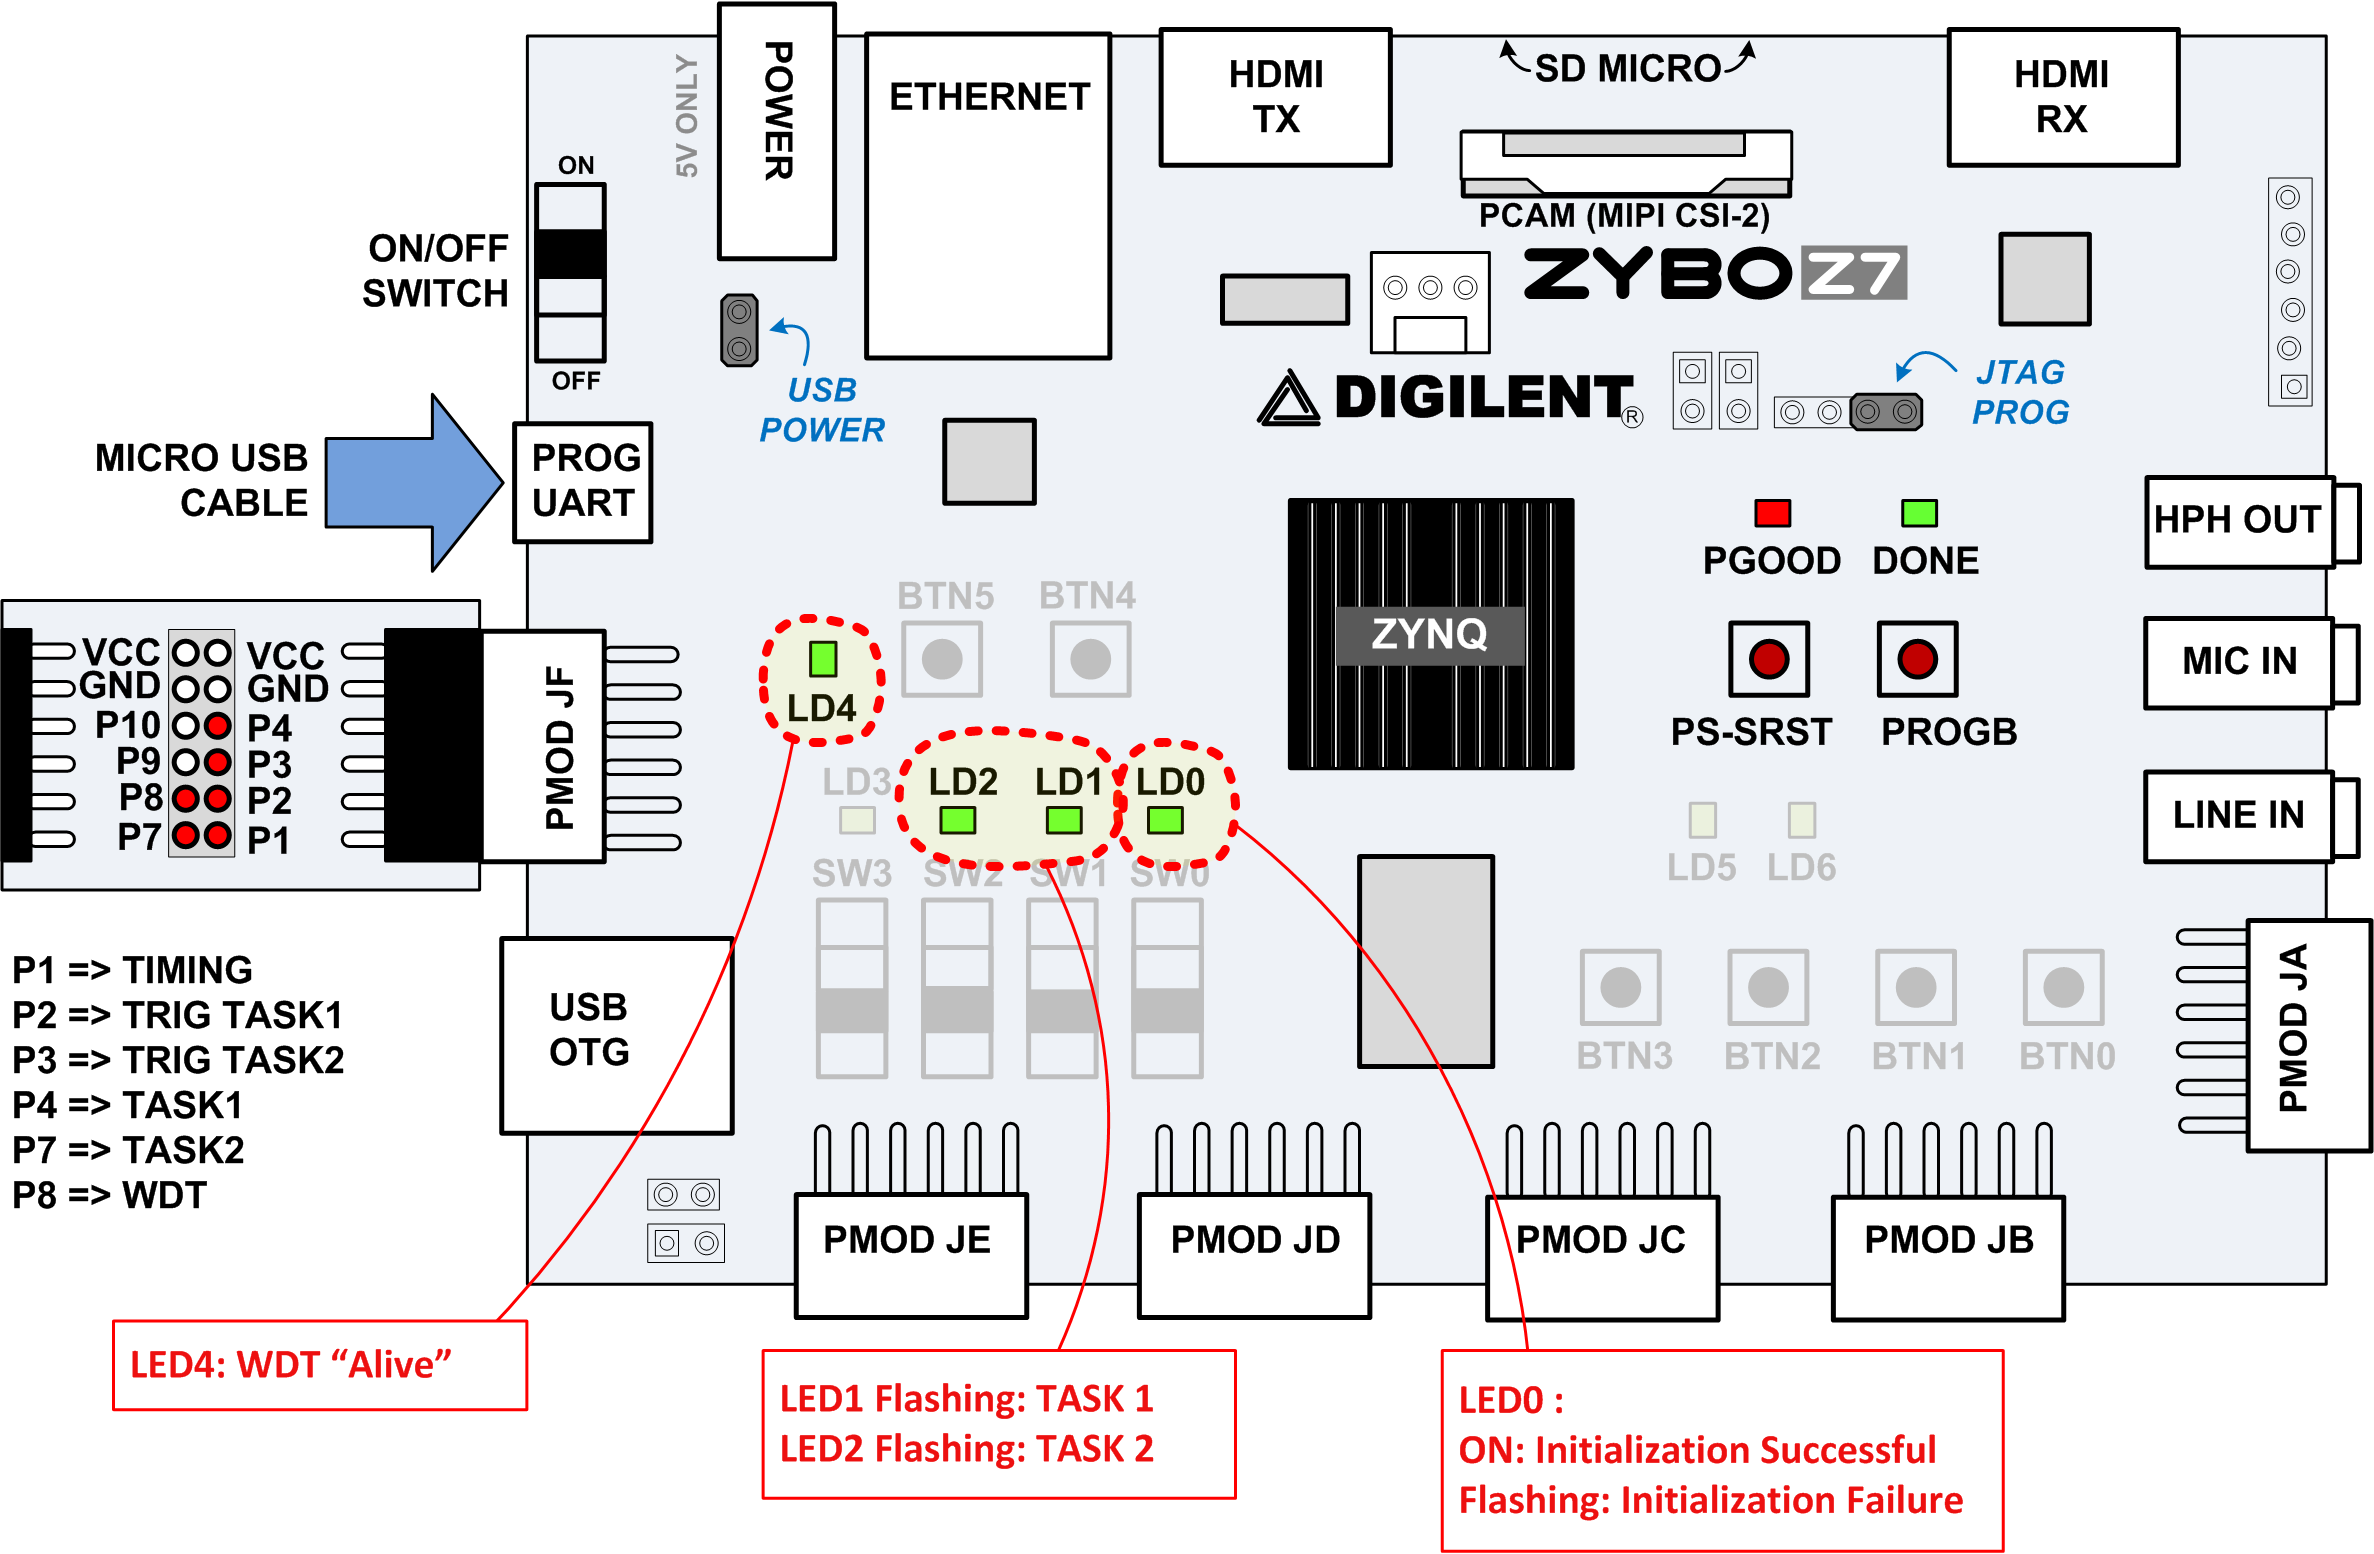 POWER
5V ONLY
ETHERNET
HDMI
TX
SD MICRO
HDMI
RX
ON
ON/OFF
SWITCH
OFF
PCAM (MIPI CSI-2)
ZYBO Z7
USB
POWER
DIGILENT®
JTAG
PROG
MICRO USB
CABLE
PROG
UART
PGOOD
DONE
HPH OUT
BTN5
BTN4
ZYNQ
VCC
VCC
GND
GND
P10
P4
P9
P3
P8
P2
P7
P1
PMOD JF
LD4
PS-SRST
PROGB
MIC IN
LD3
LD2
LD1
LD0
LINE IN
SW3
SW2
SW1
SW0
LD5
LD6
P1 => TIMING
P2 => TRIG TASK1
P3 => TRIG TASK2
P4 => TASK1
P7 => TASK2
P8 => WDT
USB
OTG
BTN3
BTN2
BTN1
BTN0
PMOD JA
PMOD JE
PMOD JD
PMOD JC
PMOD JB
LED4: WDT “Alive”
LED1 Flashing: TASK 1
LED2 Flashing: TASK 2
LED0 :
ON: Initialization Successful
Flashing: Initialization Failure